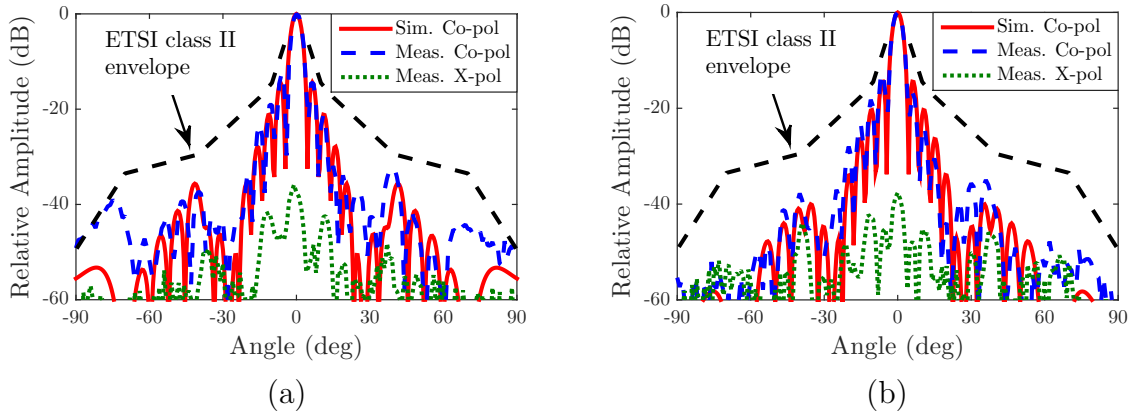 0
-20
-40
-60
-90
-60
-30
0
30
60
90
Relative Amplitude (dB)
Angle (deg)
ETSI class II
envelope
Sim. Co-pol
Meas. Co-pol
Meas. X-pol
(a)
0
-20
-40
-60
-90
-60
-30
0
30
60
90
Relative Amplitude (dB)
Angle (deg)
ETSI class II
envelope
Sim. Co-pol
Meas. Co-pol
Meas. X-pol
(b)